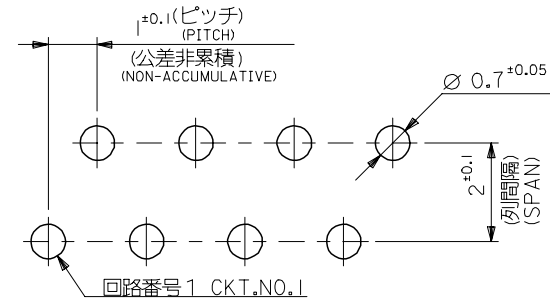 1±0.1(ピッチ)
(PITCH)
(公差非累積)
(NON-ACCUMULATIVE)
∅ 0.7±0.05
2±0.1
(列間隔)
(SPAN)
回路番号1 CKT.NO.1